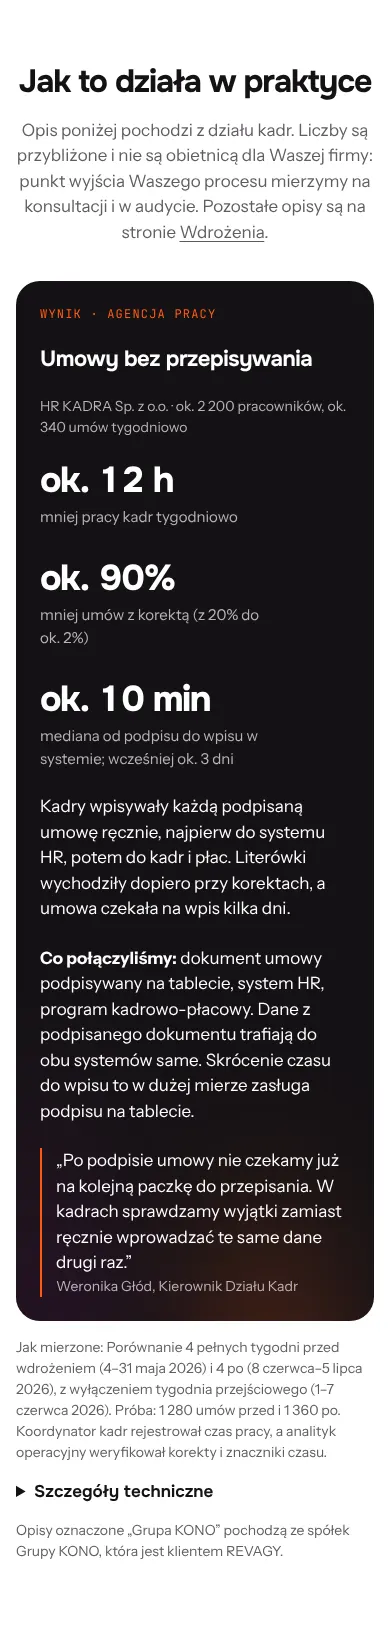 Jak to działa w praktyce
Opis poniżej pochodzi z działu kadr. Liczby są
przybliżone i nie są obietnicą dla Waszej firmy:
punkt wyjścia Waszego procesu mierzymy na
konsultacji i w audycie. Pozostałe opisy są na
stronie Wdrożenia.
WYNIK · AGENCJA PRACY
Umowy bez przepisywania
HR KADRA Sp. z o.o. · ok. 2 200 pracowników, ok.
340 umów tygodniowo
ok. 12 h
mniej pracy kadr tygodniowo
ok. 90%
mniej umów z korektą (z 20% do
ok. 2%)
ok. 10 min
mediana od podpisu do wpisu w
systemie; wcześniej ok. 3 dni
Kadry wpisywały każdą podpisaną
umowę ręcznie, najpierw do systemu
HR, potem do kadr i płac. Literówki
wychodziły dopiero przy korektach, a
umowa czekała na wpis kilka dni.
Co połączyliśmy: dokument umowy
podpisywany na tablecie, system HR,
program kadrowo-płacowy. Dane z
podpisanego dokumentu trafiają do
obu systemów same. Skrócenie czasu
do wpisu to w dużej mierze zasługa
podpisu na tablecie.
„Po podpisie umowy nie czekamy już
na kolejną paczkę do przepisania. W
kadrach sprawdzamy wyjątki zamiast
ręcznie wprowadzać te same dane
drugi raz.”
Weronika Głód, Kierownik Działu Kadr
Jak mierzone: Porównanie 4 pełnych tygodni przed
wdrożeniem (4–31 maja 2026) i 4 po (8 czerwca–5 lipca
2026), z wyłączeniem tygodnia przejściowego (1–7
czerwca 2026). Próba: 1 280 umów przed i 1 360 po.
Koordynator kadr rejestrował czas pracy, a analityk
operacyjny weryfikował korekty i znaczniki czasu.
Szczegóły techniczne
Opisy oznaczone „Grupa KONO” pochodzą ze spółek
Grupy KONO, która jest klientem REVAGY.